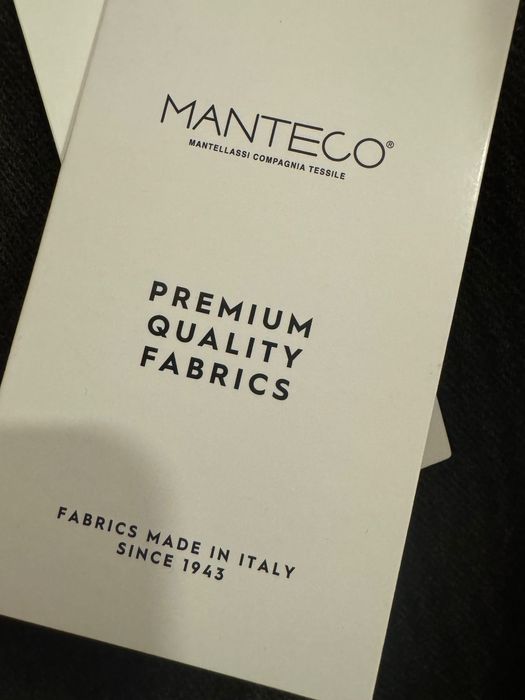 MANTECO®
MANTELLASSI COMPAGNIA TESSILE
PREMIUM
QUALITY
FABRICS
FABRICS MADE IN ITALY
SINCE 1943